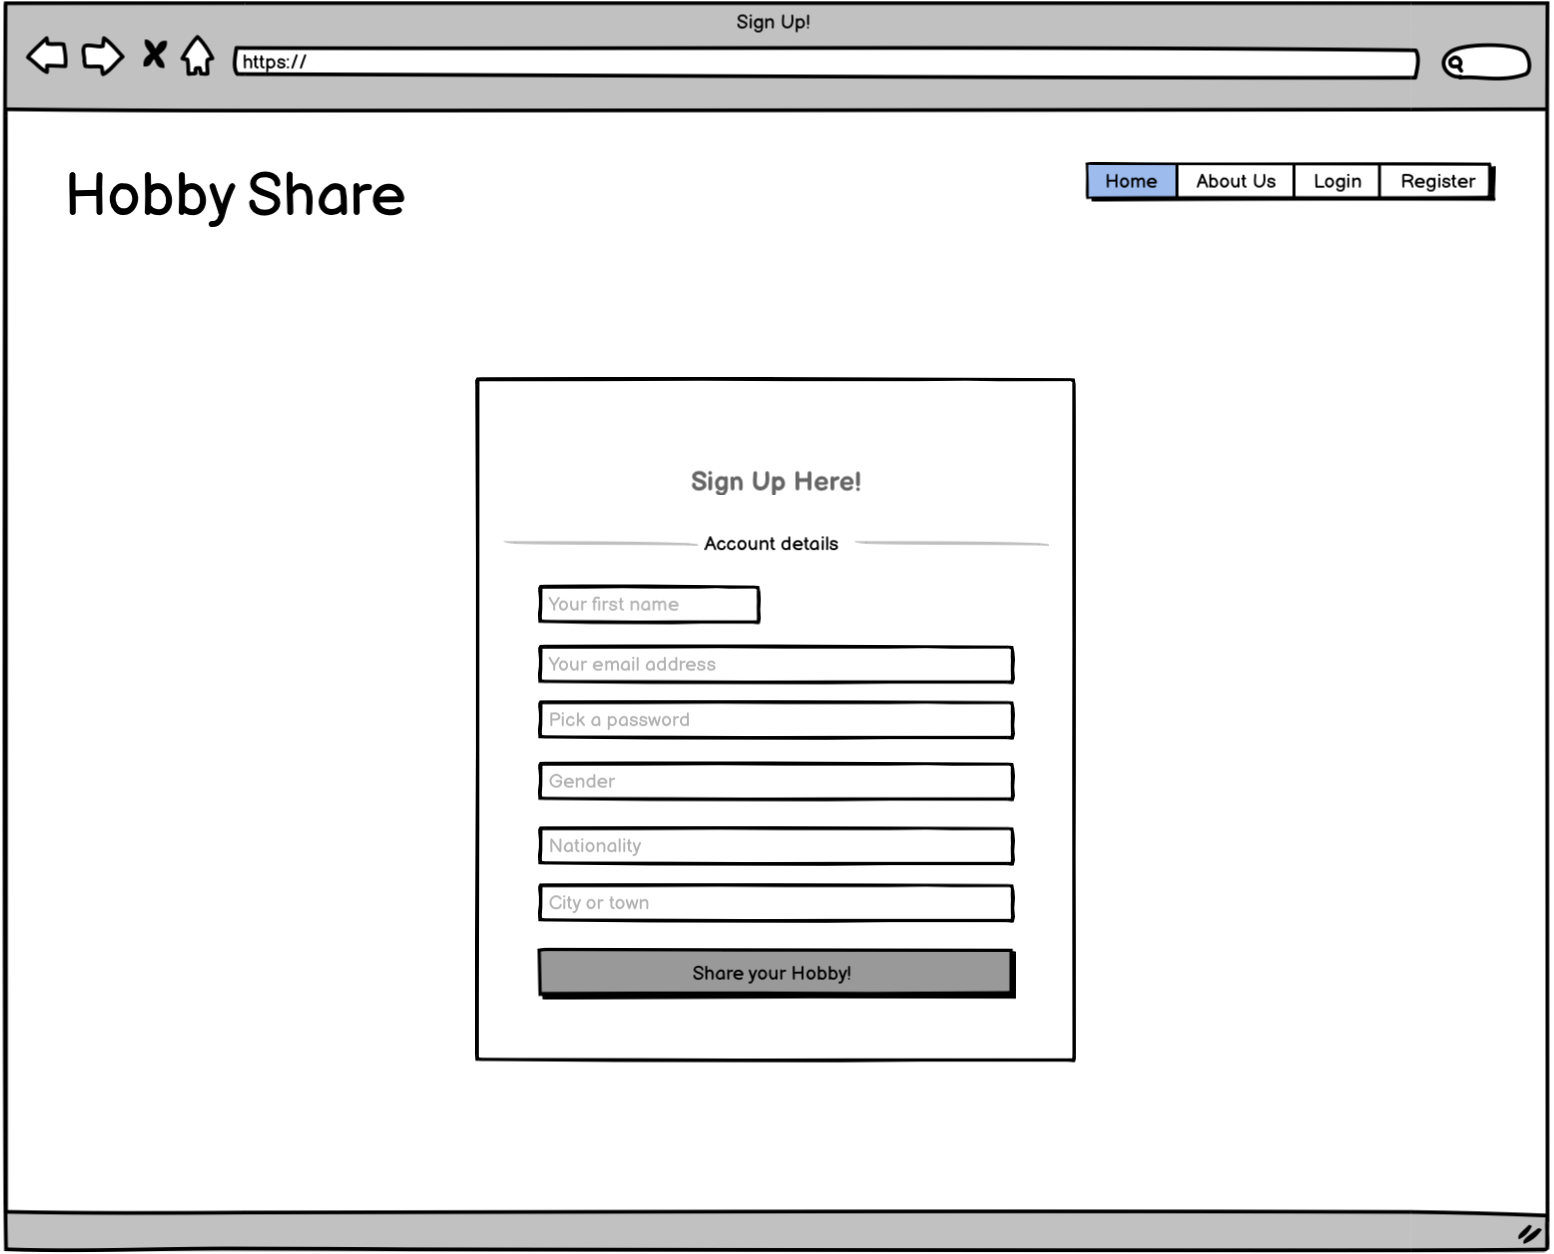 Sign Up!
https://
Hobby Share
Home About Us Login Register
Sign Up Here!
Account details
Your first name
Your email address
Pick a password
Gender
Nationality
City or town
Share your Hobby!